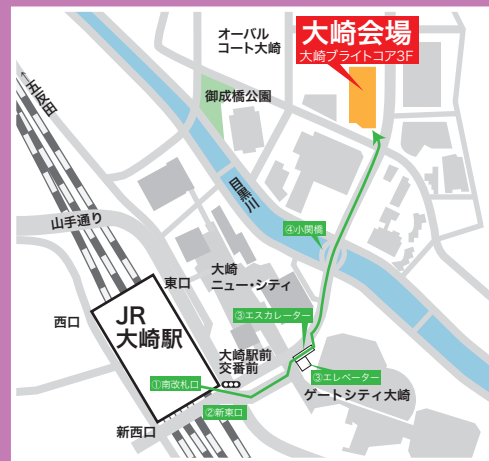 オーバル
コート大崎
大崎会場
大崎ブライトコア3F
五反田
御成橋公園
目黒川
山手通り
④小関橋
東口
大崎
ニュー・シティ
西口
JR
大崎駅
③エスカレーター
大崎駅前
交番前
①南改札口
③エレベーター
ゲートシティ大崎
②新東口
新西口